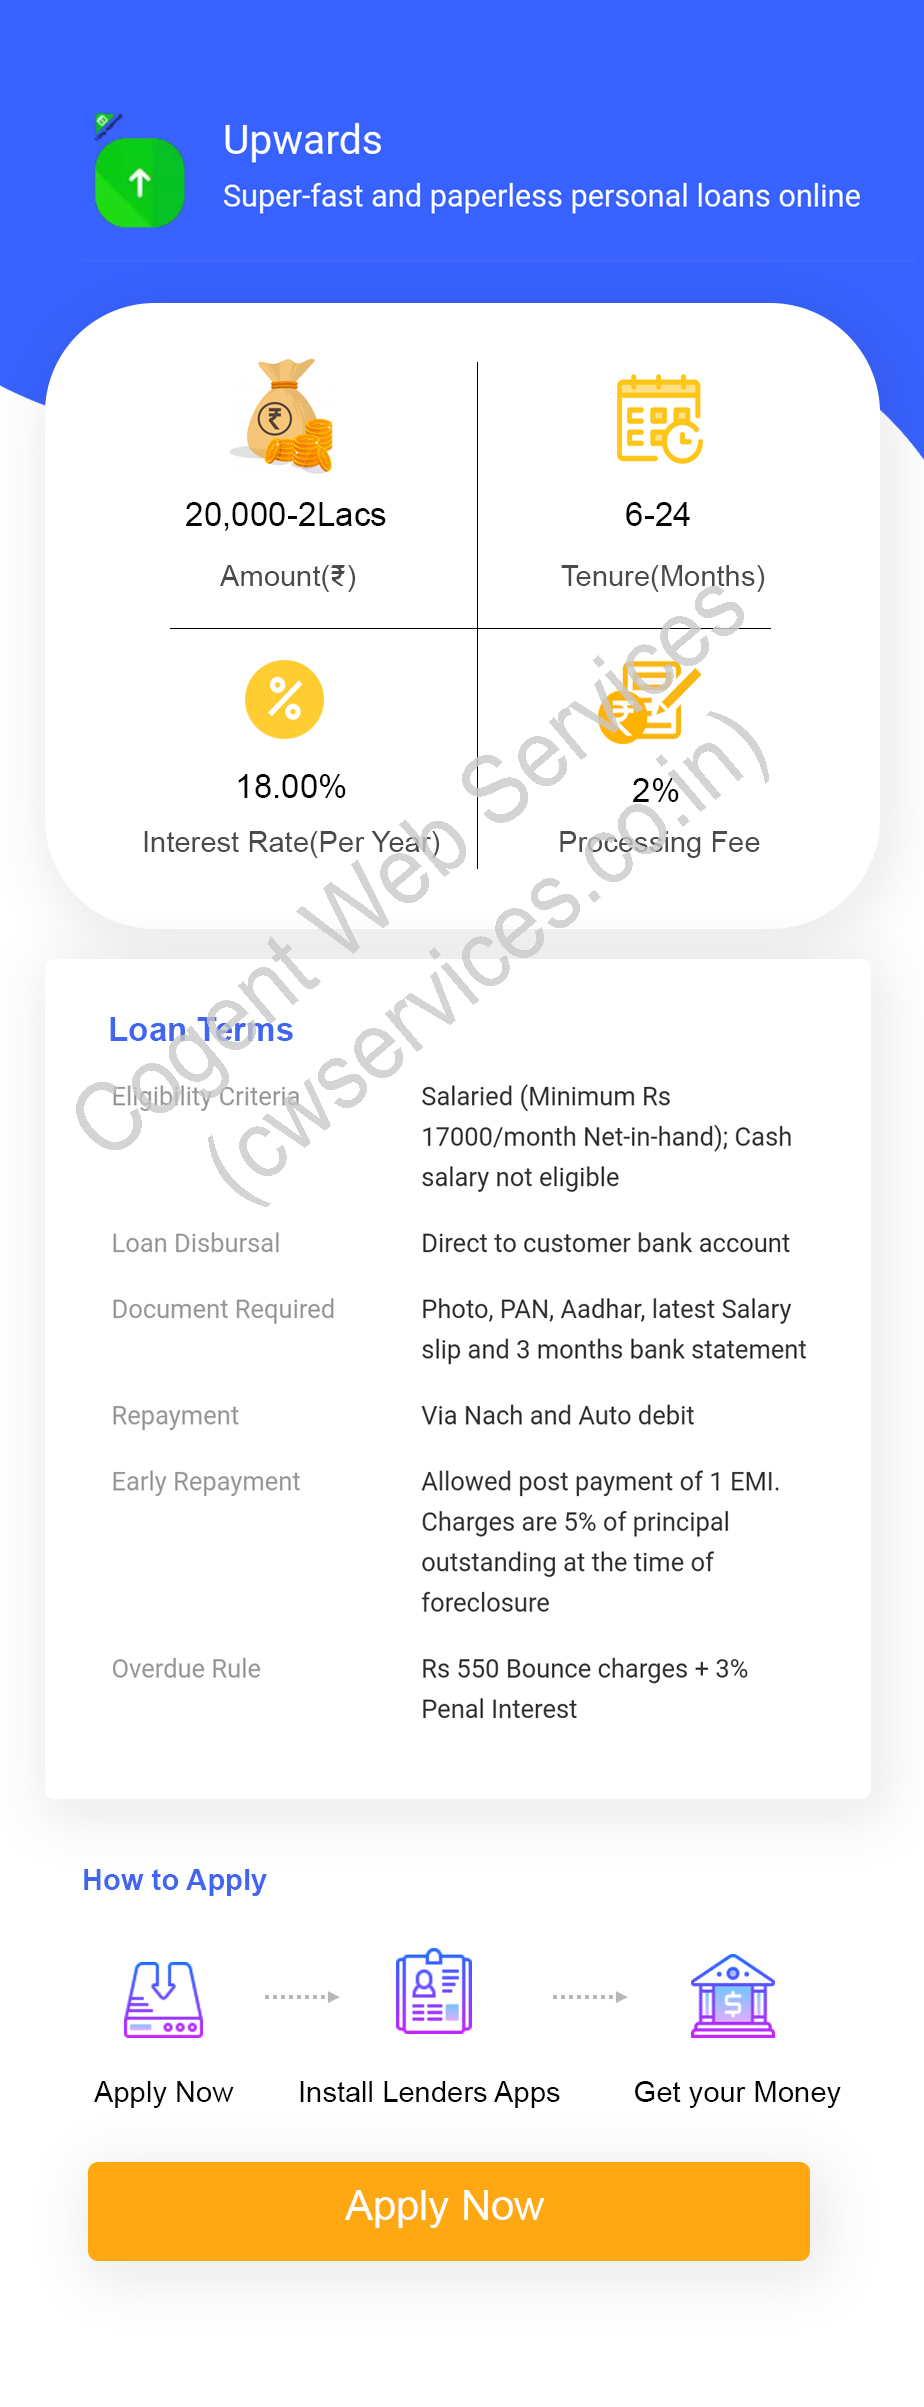 Upwards
Super-fast and paperless personal loans online
20,000-2Lacs
Amount(₹)
6-24
Tenure(Months)
18.00%
Interest Rate(Per Year)
2%
Processing Fee
Cogent Web Services
(cwservices.co.in)
Loan Terms
Eligibility Criteria
Salaried (Minimum Rs
17000/month Net-in-hand); Cash
salary not eligible
Loan Disbursal
Direct to customer bank account
Document Required
Photo, PAN, Aadhar, latest Salary
slip and 3 months bank statement
Repayment
Via Nach and Auto debit
Early Repayment
Allowed post payment of 1 EMI.
Charges are 5% of principal
outstanding at the time of
foreclosure
Overdue Rule
Rs 550 Bounce charges + 3%
Penal Interest
How to Apply
Apply Now
Install Lenders Apps
Get your Money
Apply Now